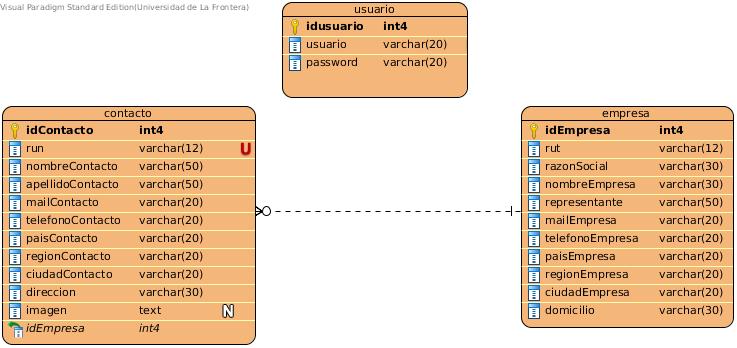 Visual Paradigm Standard Edition(Universidad de La Frontera)
usuario
idusuario int4
usuario varchar(20)
password varchar(20)
contacto
idContacto int4
run varchar(12) U
nombreContacto varchar(50)
apellidoContacto varchar(50)
mailContacto varchar(20)
telefonoContacto varchar(20)
paisContacto varchar(20)
regionContacto varchar(20)
ciudadContacto varchar(20)
direccion varchar(30)
imagen text N
idEmpresa int4
empresa
idEmpresa int4
rut varchar(12)
razonSocial varchar(30)
nombreEmpresa varchar(30)
representante varchar(50)
mailEmpresa varchar(20)
telefonoEmpresa varchar(20)
paisEmpresa varchar(20)
regionEmpresa varchar(20)
ciudadEmpresa varchar(20)
domicilio varchar(30)